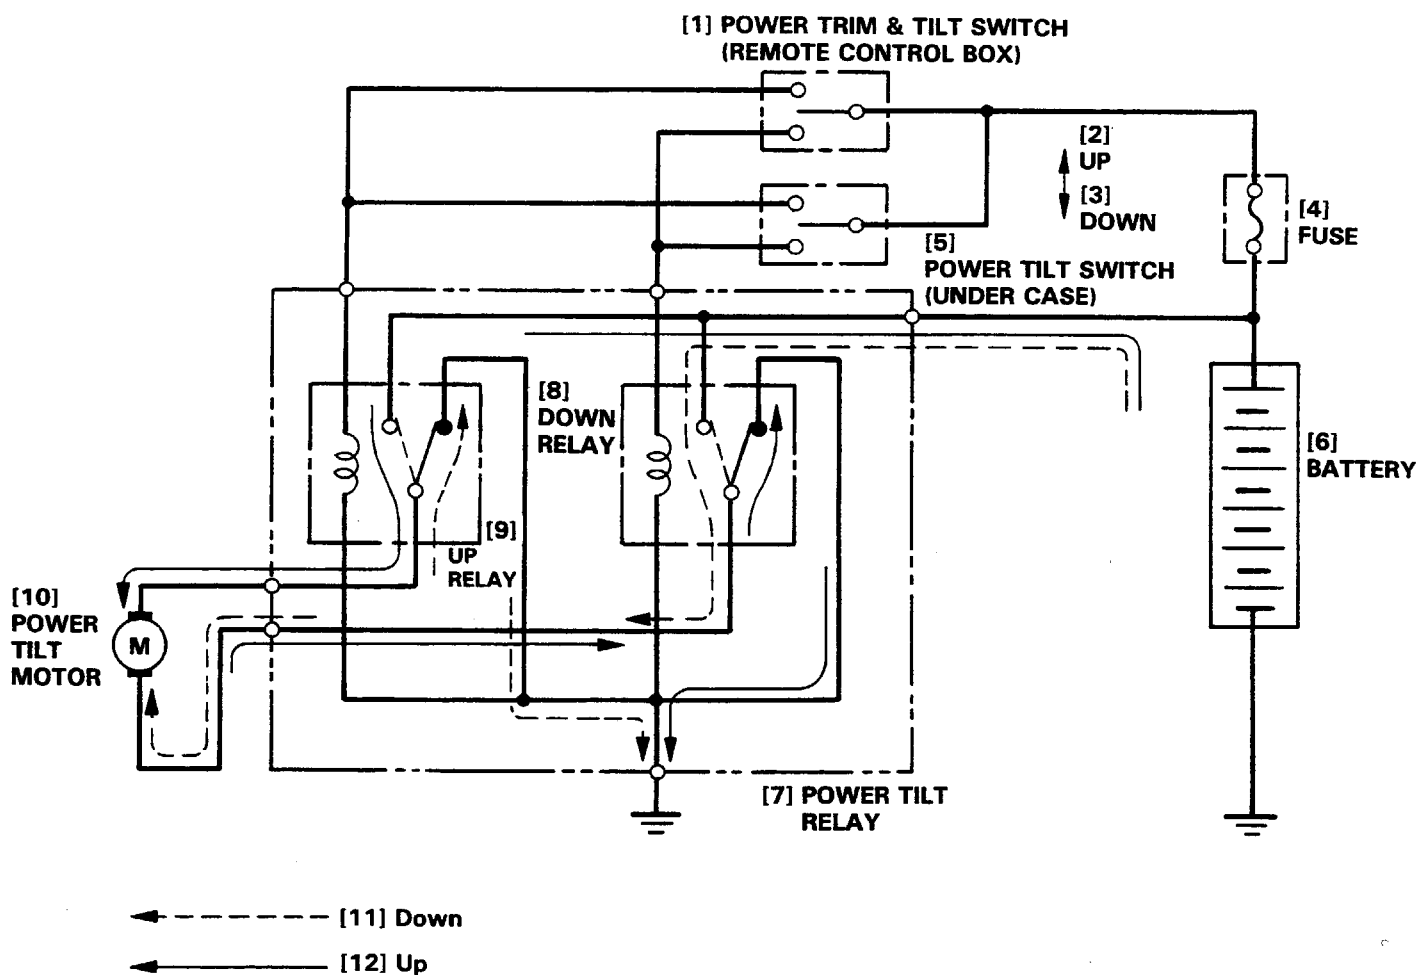 [1] POWER TRIM & TILT SWITCH
(REMOTE CONTROL BOX)
[2]
UP
[3]
DOWN
[4]
FUSE
[5]
POWER TILT SWITCH
(UNDER CASE)
[6]
BATTERY
[8]
DOWN
RELAY
[9]
UP
RELAY
[10]
POWER
TILT
MOTOR
M
[7] POWER TILT
RELAY
[11] Down
[12] Up